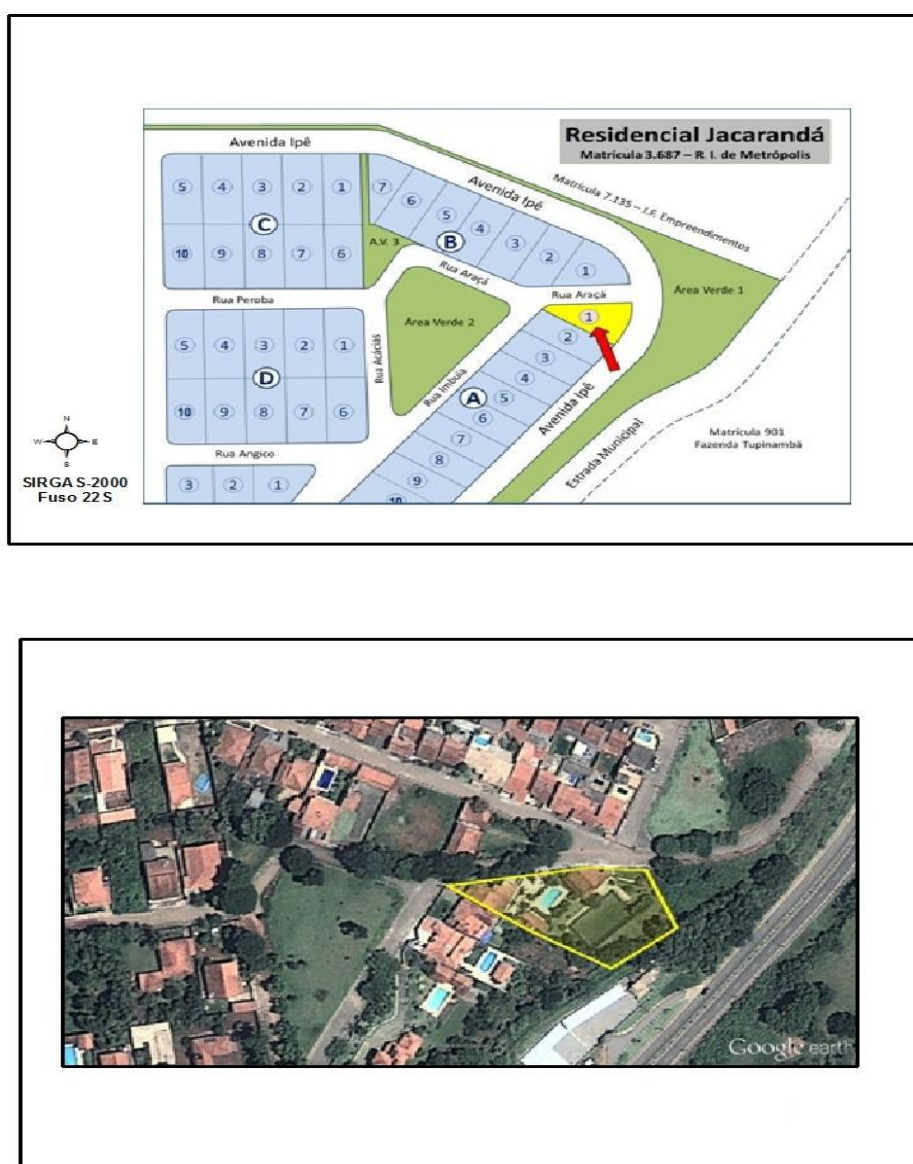 Residencial Jacarandá
Matrícula 3.687 – R. I. de Metrópolis
Avenida Ipê
Matrícula 7.135 – J.F. Empreendimentos
Avenida Ipê
5 4 3 2 1
C
10 9 8 7 6
7 6 5 4 3 2 1
B
A.V. 3
Rua Araçá
Rua Araçá
Área Verde 1
Rua Peroba
Área Verde 2
Rua Acácias
Rua Imbuia
1
2
3
4
A 5
6
7
8
9
10
Avenida Ipê
Estrada Municipal
Matrícula 901
Fazenda Tupinambá
5 4 3 2 1
D
10 9 8 7 6
Rua Angico
3 2 1
N
W E
S
SIRGAS-2000
Fuso 22S
Google earth